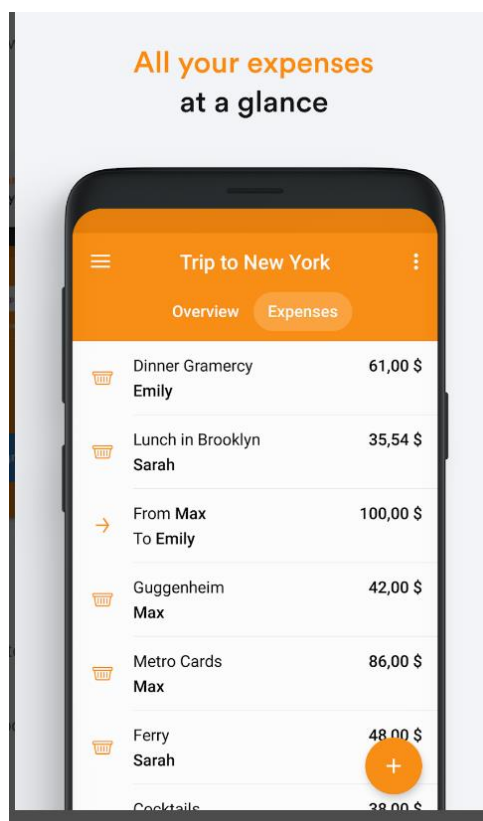 All your expenses
at a glance
Trip to New York
Overview Expenses
Dinner Gramercy 61,00 $
Emily
Lunch in Brooklyn 35,54 $
Sarah
From Max 100,00 $
To Emily
Guggenheim 42,00 $
Max
Metro Cards 86,00 $
Max
Ferry 48,00 $
Sarah
+
Cocktails 38,00 $